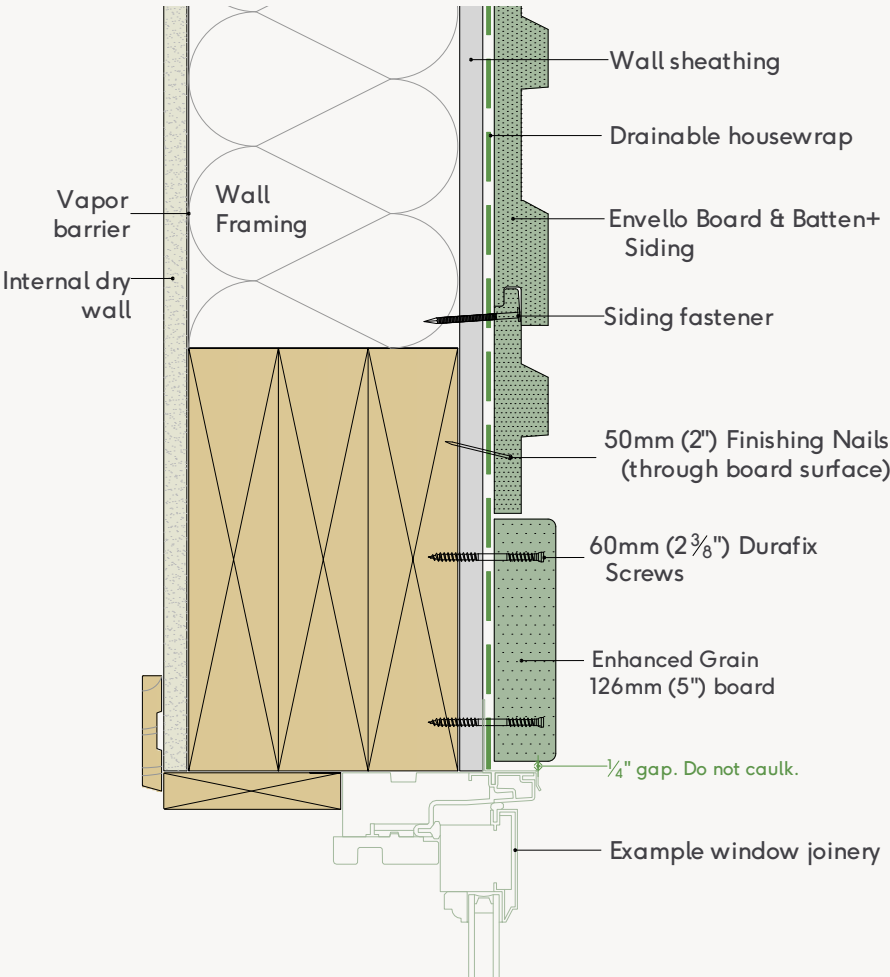 Wall sheathing
Drainable housewrap
Vapor
barrier
Wall
Framing
Envello Board & Batten+
Siding
Internal dry
wall
Siding fastener
50mm (2") Finishing Nails
(through board surface)
60mm (2 3⁄8") Durafix
Screws
Enhanced Grain
126mm (5") board
1⁄4" gap. Do not caulk.
Example window joinery